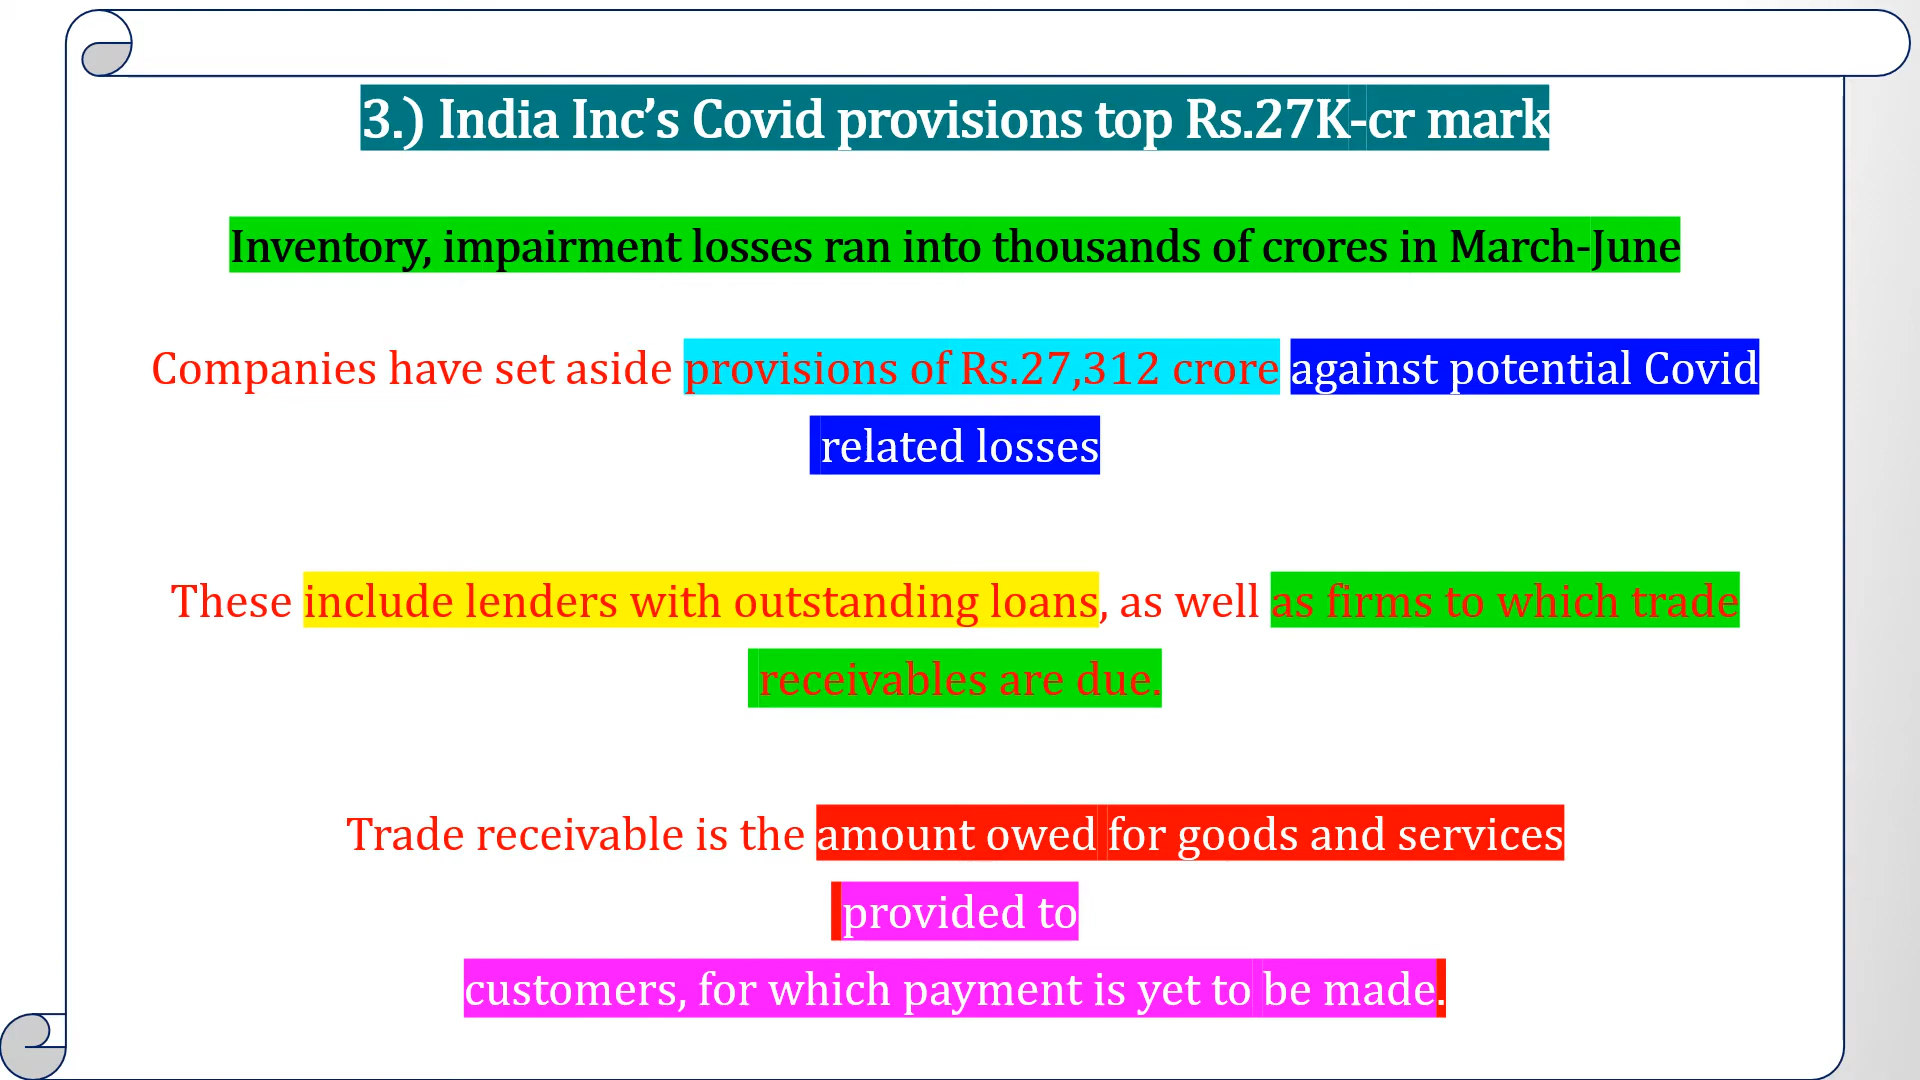 3.) India Inc’s Covid provisions top Rs.27K-cr mark
Inventory, impairment losses ran into thousands of crores in March-June
Companies have set aside provisions of Rs.27,312 crore against potential Covid
related losses
These include lenders with outstanding loans, as well as firms to which trade
receivables are due.
Trade receivable is the amount owed for goods and services
provided to
customers, for which payment is yet to be made.